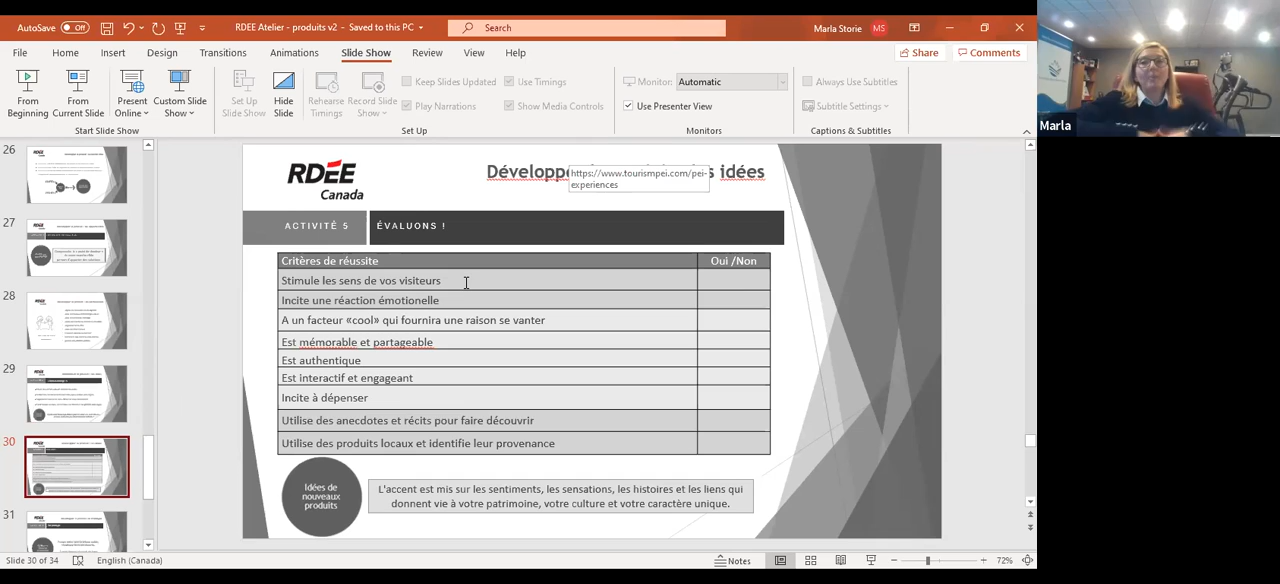 AutoSave Off RDEE Atelier - produits v2 - Saved to this PC Search Marla Storie MS
File Home Insert Design Transitions Animations Slide Show Review View Help Share Comments
From Beginning
From Current Slide
Present Online
Custom Slide Show
Set Up Slide Show
Hide Slide
Rehearse Timings
Record Slide Show
Keep Slides Updated
Play Narrations
Use Timings
Show Media Controls
Monitor: Automatic
Use Presenter View
Always Use Subtitles
Subtitle Settings
Start Slide Show Set Up Monitors Captions & Subtitles
Marla
26
27
28
29
30
31
RDÉE
Canada
Développe
s idées
https://www.tourismpei.com/pei-
experiences
ACTIVITÉ 5 ÉVALUONS !
Critères de réussite Oui /Non
Stimule les sens de vos visiteurs
Incite une réaction émotionelle
A un facteur «cool» qui fournira une raison se vanter
Est mémorable et partageable
Est authentique
Est interactif et engageant
Incite à dépenser
Utilise des anecdotes et récits pour faire découvrir
Utilise des produits locaux et identifie leur provenance
Idées de
nouveaux
produits
L'accent est mis sur les sentiments, les sensations, les histoires et les liens qui
donnent vie à votre patrimoine, votre culture et votre caractère unique.
Slide 30 of 34 English (Canada) Notes 72%